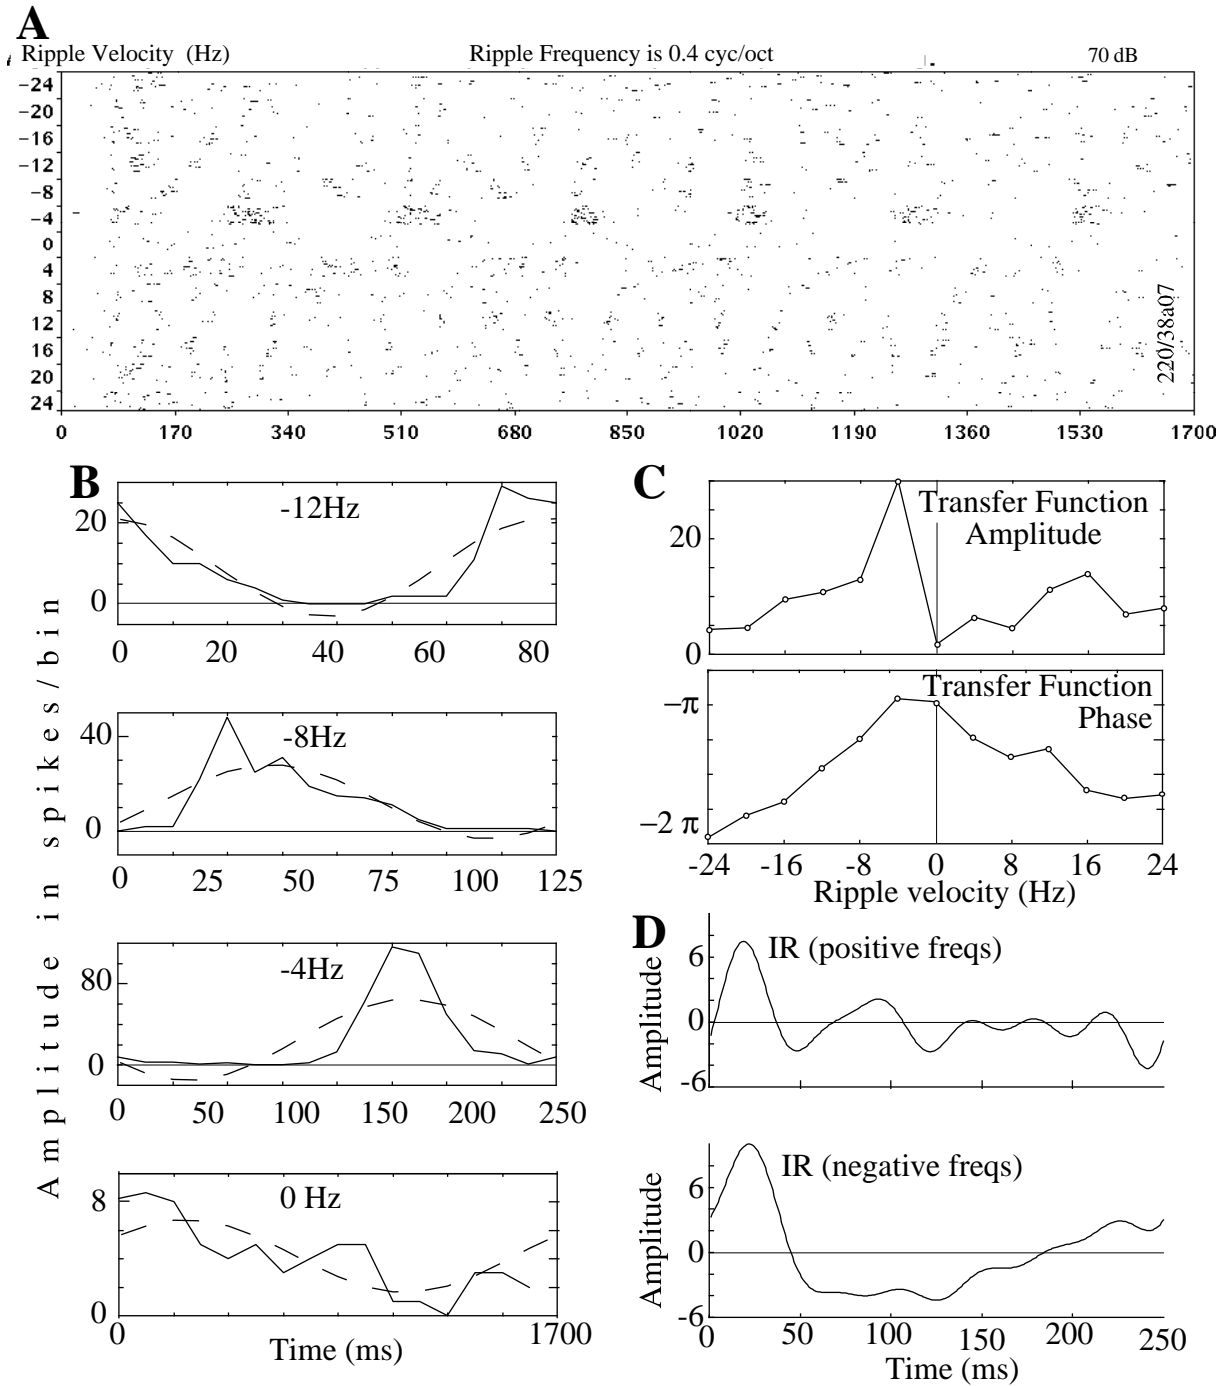 A
Ripple Velocity (Hz) Ripple Frequency is 0.4 cyc/oct 70 dB
−24
−20
−16
−12
−8
−4
0
4
8
12
16
20
24
220/38a07
0 170 340 510 680 850 1020 1190 1360 1530 1700
B
Amplitude in spikes/bin
-12Hz
20
0
0 20 40 60 80
-8Hz
40
0
0 25 50 75 100 125
-4Hz
80
0
0 50 100 150 200 250
0 Hz
8
0
0 1700
Time (ms)
C
Transfer Function
Amplitude
20
0
Transfer Function
Phase
−π
−2 π
-24 -16 -8 0 8 16 24
Ripple velocity (Hz)
D
IR (positive freqs)
Amplitude
6
0
-6
IR (negative freqs)
Amplitude
6
0
-6
0 50 100 150 200 250
Time (ms)